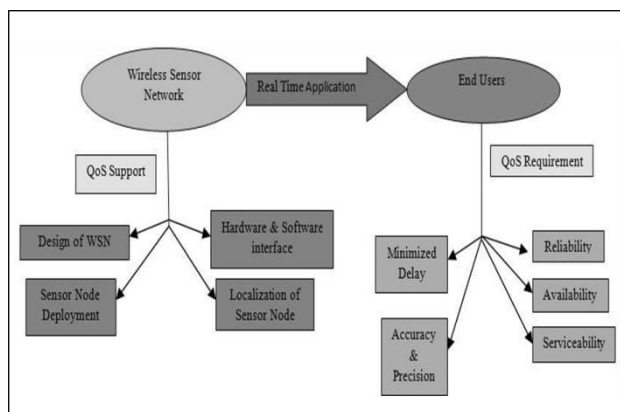 Wireless Sensor
Network
Real Time Application
End Users
QoS Support
QoS Requirement
Design of WSN
Hardware & Software
interface
Sensor Node
Deployment
Localization of
Sensor Node
Minimized
Delay
Reliability
Availability
Accuracy
&
Precision
Serviceability